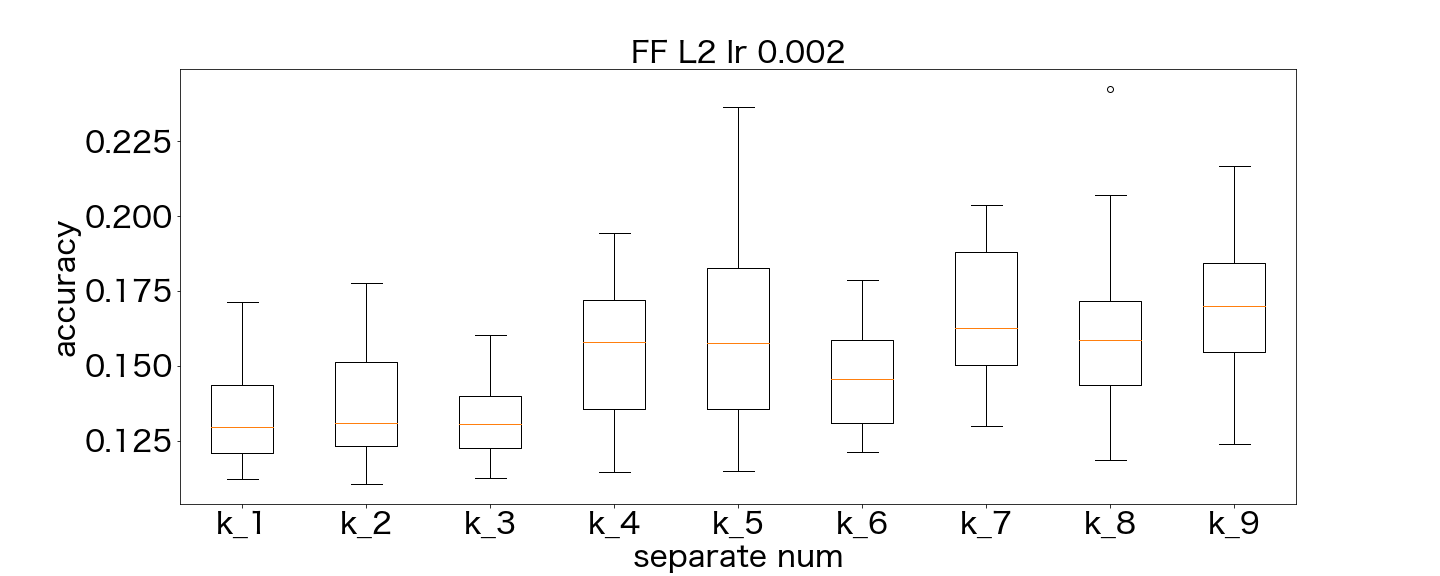 FF L2 lr 0.002
accuracy
0.225
0.200
0.175
0.150
0.125
k_1 k_2 k_3 k_4 k_5 k_6 k_7 k_8 k_9
separate num